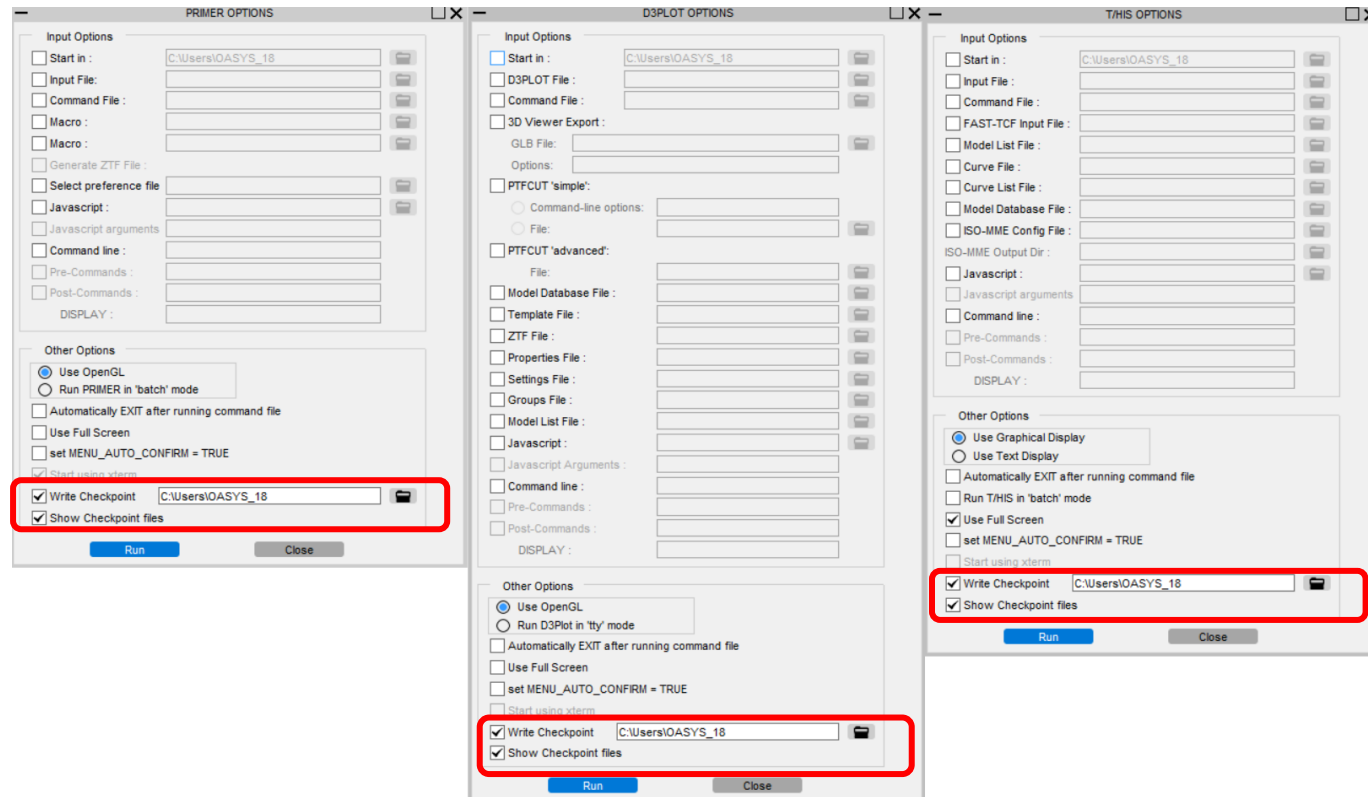 PRIMER OPTIONS
Input Options
Start in : C:\Users\OASYS_18
Input File:
Command File :
Macro :
Macro :
Generate ZTF File :
Select preference file
Javascript :
Javascript arguments
Command line :
Pre-Commands :
Post-Commands :
DISPLAY :
Other Options
Use OpenGL
Run PRIMER in 'batch' mode
Automatically EXIT after running command file
Use Full Screen
set MENU_AUTO_CONFIRM = TRUE
Start using xterm
Write Checkpoint C:\Users\OASYS_18
Show Checkpoint files
Run Close
D3PLOT OPTIONS
Input Options
Start in : C:\Users\OASYS_18
D3PLOT File :
Command File :
3D Viewer Export :
GLB File:
Options:
PTFCUT 'simple':
Command-line options:
File:
PTFCUT 'advanced':
File:
Model Database File :
Template File :
ZTF File :
Properties File :
Settings File :
Groups File :
Model List File :
Javascript :
Javascript Arguments :
Command line :
Pre-Commands :
Post-Commands :
DISPLAY :
Other Options
Use OpenGL
Run D3Plot in 'tty' mode
Automatically EXIT after running command file
Use Full Screen
set MENU_AUTO_CONFIRM = TRUE
Start using xterm
Write Checkpoint C:\Users\OASYS_18
Show Checkpoint files
Run Close
T/HIS OPTIONS
Input Options
Start in : C:\Users\OASYS_18
Input File :
Command File :
FAST-TCF Input File :
Model List File :
Curve File :
Curve List File :
Model Database File :
ISO-MME Config File :
ISO-MME Output Dir :
Javascript :
Javascript arguments
Command line :
Pre-Commands :
Post-Commands :
DISPLAY :
Other Options
Use Graphical Display
Use Text Display
Automatically EXIT after running command file
Run T/HIS in 'batch' mode
Use Full Screen
set MENU_AUTO_CONFIRM = TRUE
Start using xterm
Write Checkpoint C:\Users\OASYS_18
Show Checkpoint files
Run Close